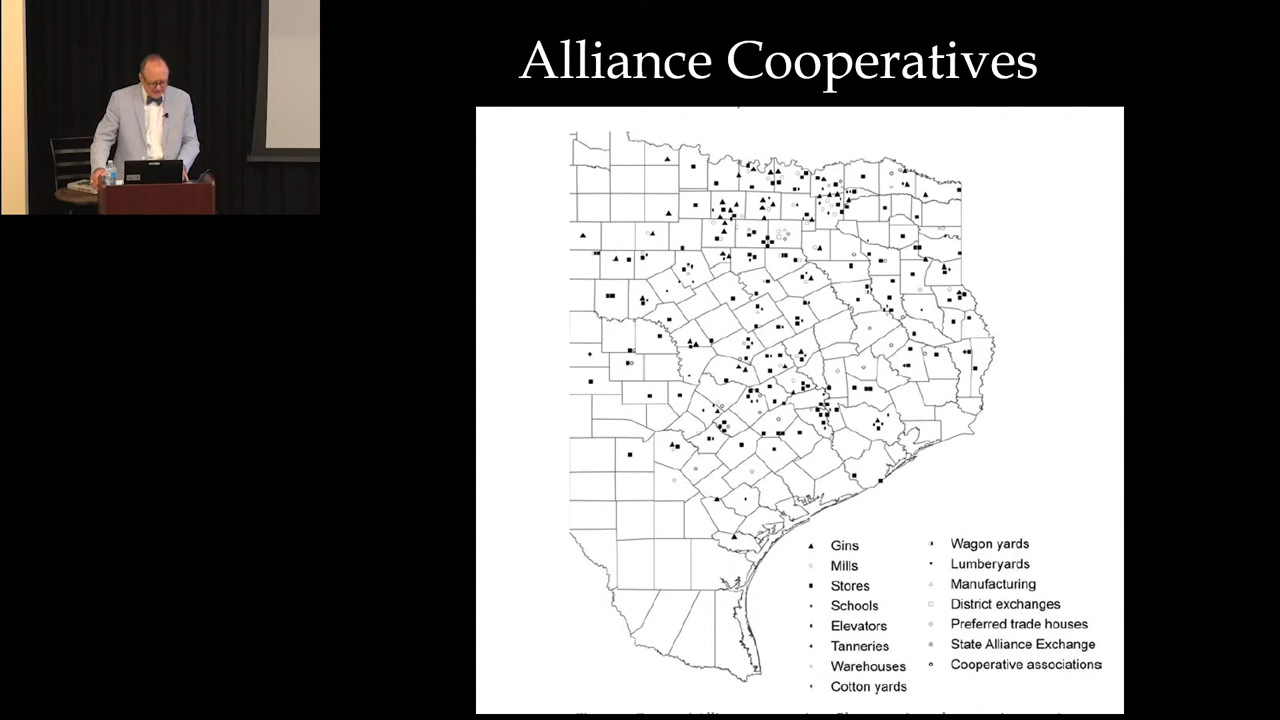 Alliance Cooperatives
Gins
Mills
Stores
Schools
Elevators
Tanneries
Warehouses
Cotton yards
Wagon yards
Lumberyards
Manufacturing
District exchanges
Preferred trade houses
State Alliance Exchange
Cooperative associations